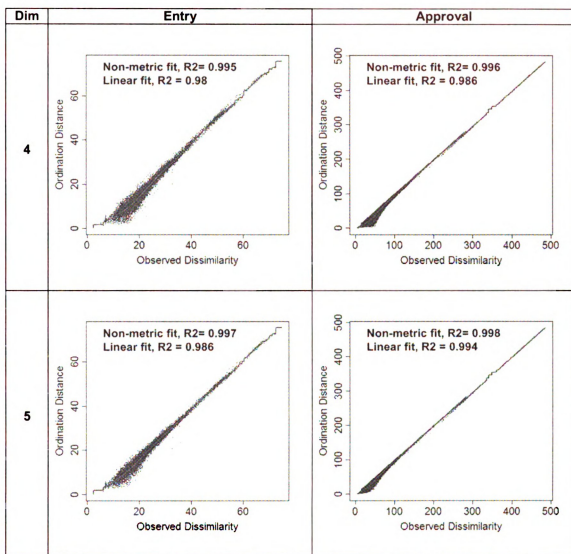 Dim Entry Approval
4
Non-metric fit, R2= 0.995
Linear fit, R2 = 0.98
Ordination Distance
0 20 40 60
0 20 40 60
Observed Dissimilarity
Non-metric fit, R2= 0.996
Linear fit, R2 = 0.986
Ordination Distance
0 100 200 300 400 500
0 100 200 300 400 500
Observed Dissimilarity
5
Non-metric fit, R2= 0.997
Linear fit, R2 = 0.986
Ordination Distance
0 20 40 60
0 20 40 60
Observed Dissimilarity
Non-metric fit, R2= 0.998
Linear fit, R2 = 0.994
Ordination Distance
0 100 200 300 400 500
0 100 200 300 400 500
Observed Dissimilarity